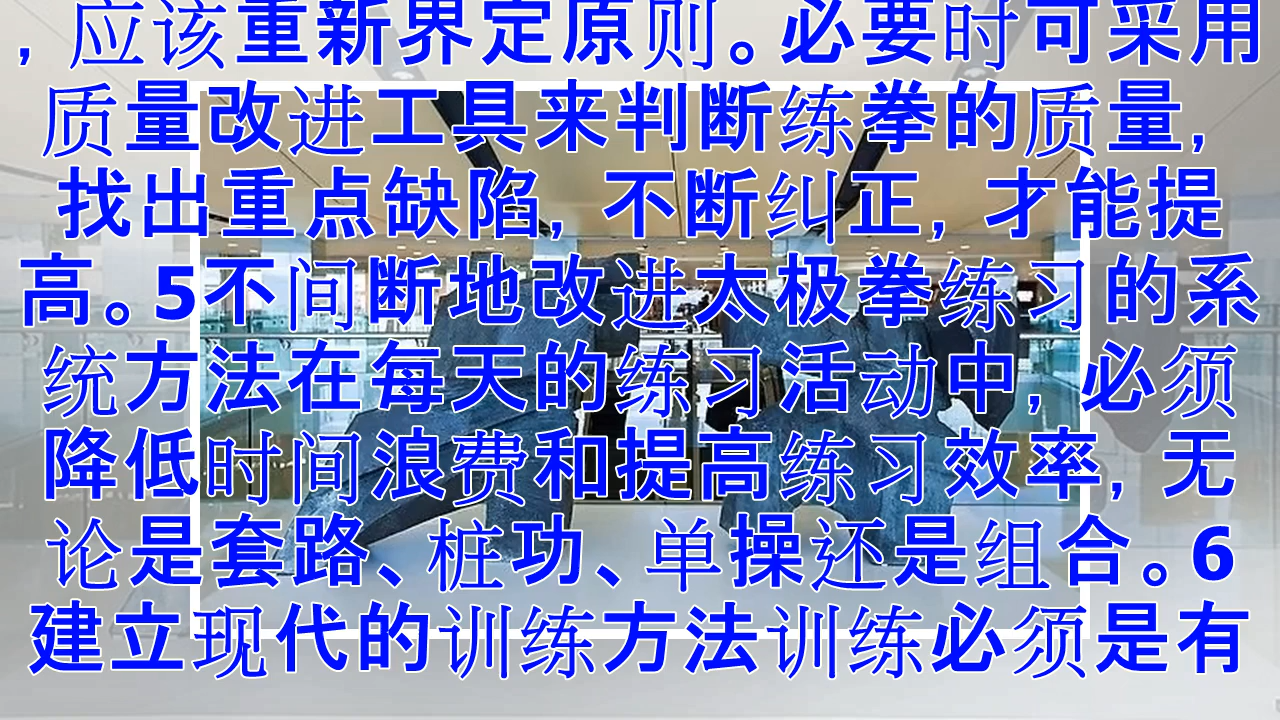 ，应该重新界定原则。必要时可采用
质量改进工具来判断练拳的质量，
找出重点缺陷，不断纠正，才能提
高。5不间断地改进太极拳练习的系
统方法在每天的练习活动中，必须
降低时间浪费和提高练习效率，无
论是套路、桩功、单操还是组合。6
建立现代的训练方法训练必须是有